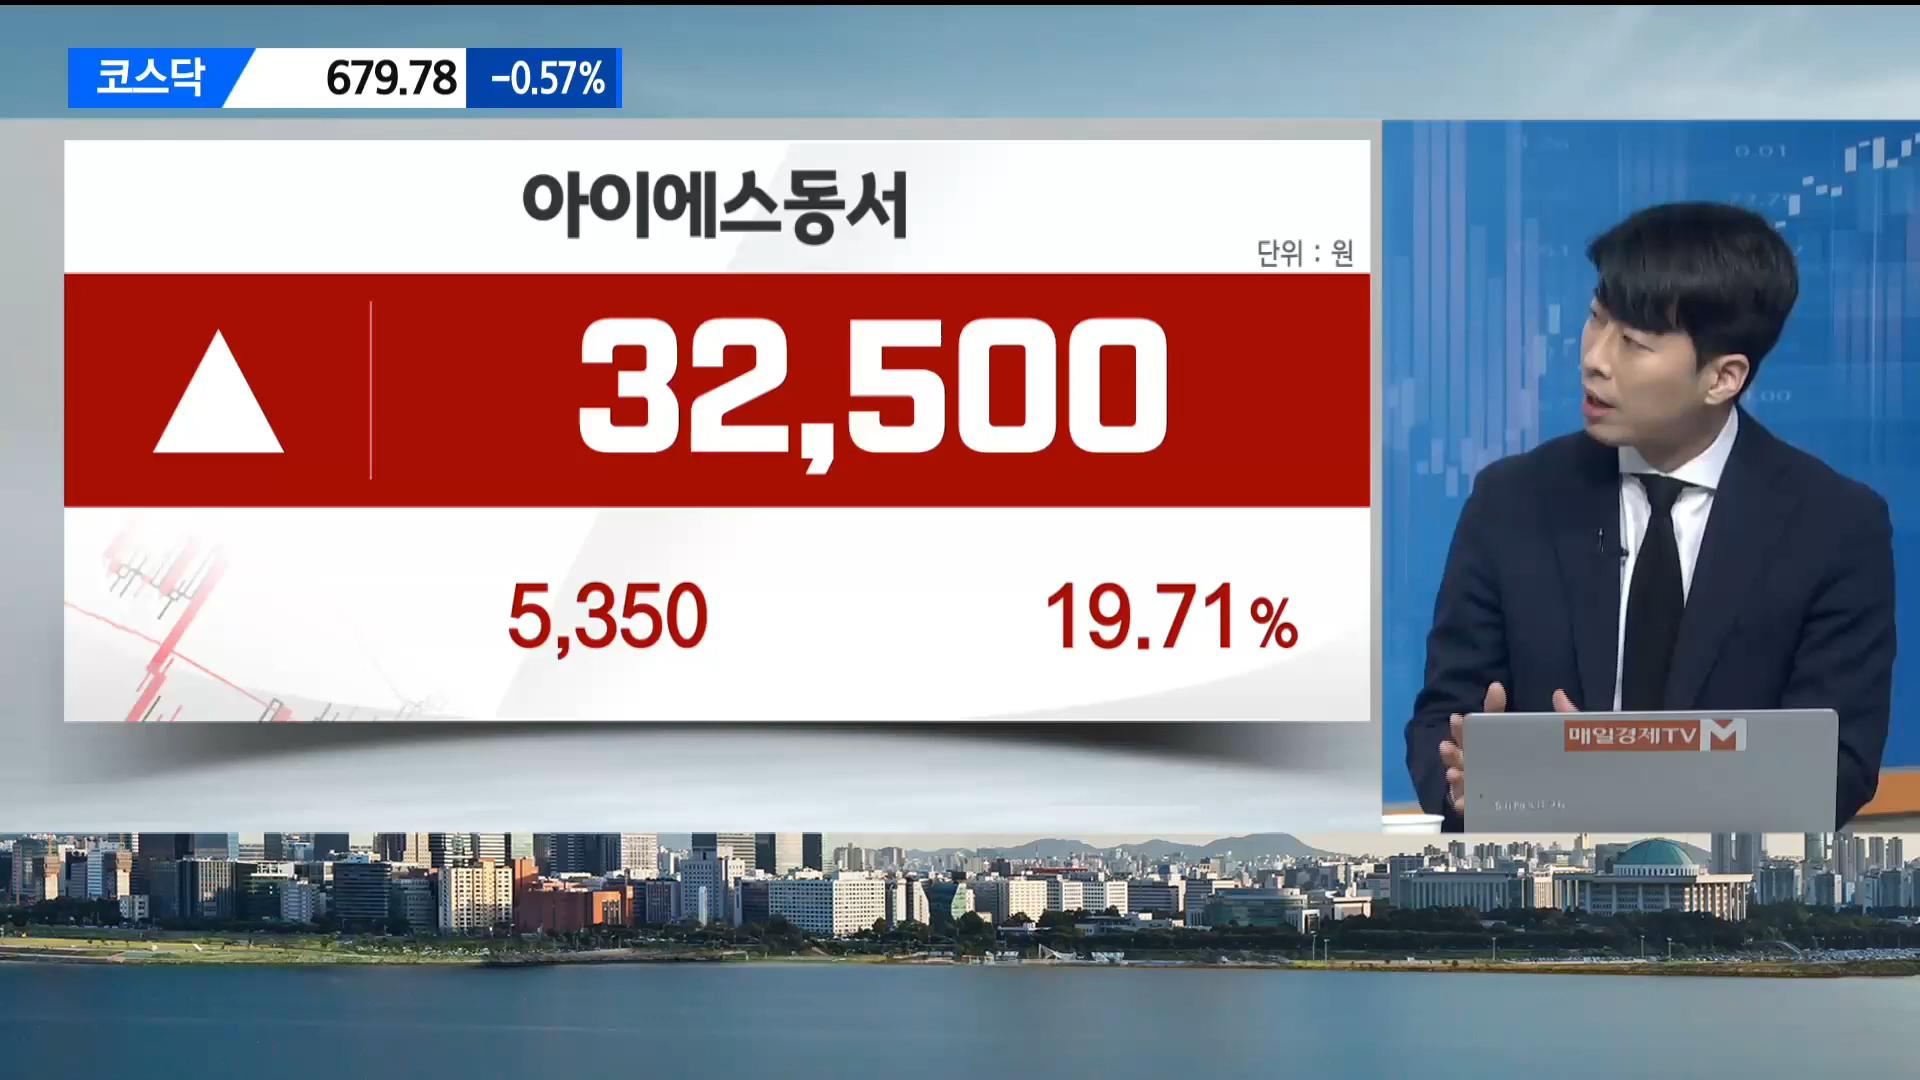 코스닥 679.78 -0.57%
아이에스동서
단위 : 원
▲ 32,500
5,350 19.71%
매일경제TV M